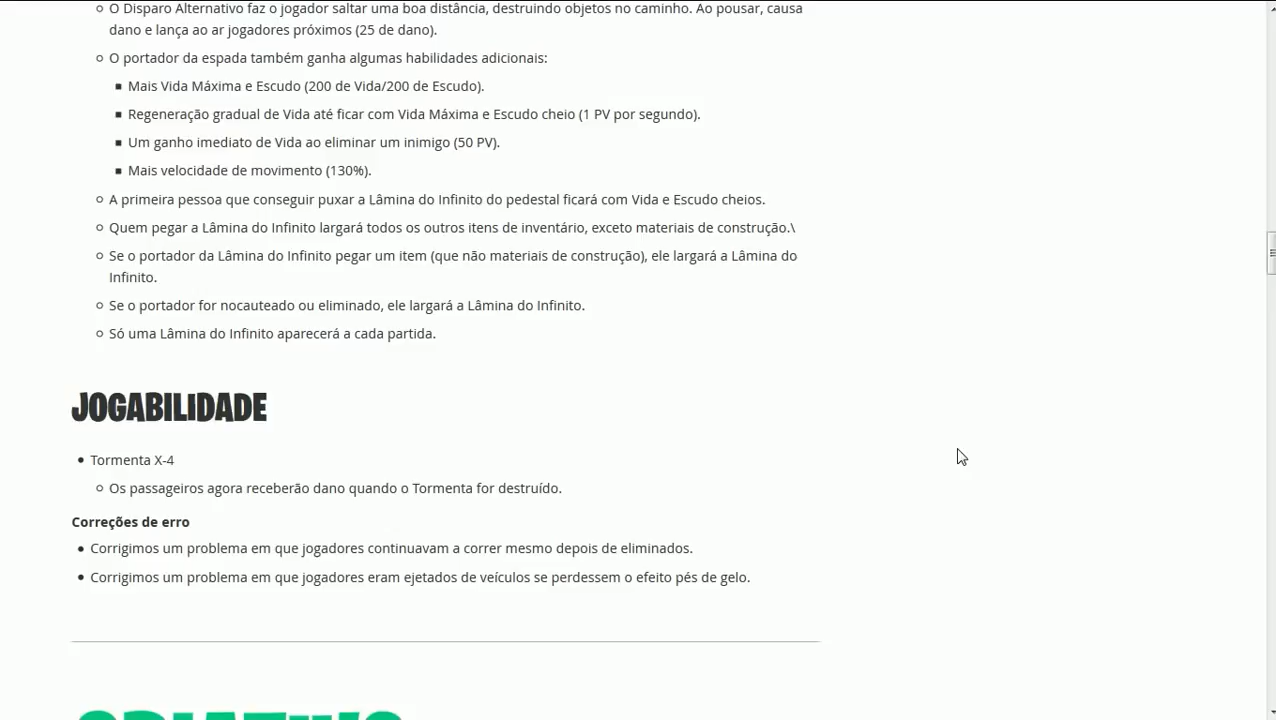 O Disparo Alternativo faz o jogador saltar uma boa distância, destruindo objetos no caminho. Ao pousar, causa
dano e lança ao ar jogadores próximos (25 de dano).
O portador da espada também ganha algumas habilidades adicionais:
Mais Vida Máxima e Escudo (200 de Vida/200 de Escudo).
Regeneração gradual de Vida até ficar com Vida Máxima e Escudo cheio (1 PV por segundo).
Um ganho imediato de Vida ao eliminar um inimigo (50 PV).
Mais velocidade de movimento (130%).
A primeira pessoa que conseguir puxar a Lâmina do Infinito do pedestal ficará com Vida e Escudo cheios.
Quem pegar a Lâmina do Infinito largará todos os outros itens de inventário, exceto materiais de construção.\
Se o portador da Lâmina do Infinito pegar um item (que não materiais de construção), ele largará a Lâmina do
Infinito.
Se o portador for nocauteado ou eliminado, ele largará a Lâmina do Infinito.
Só uma Lâmina do Infinito aparecerá a cada partida.
JOGABILIDADE
Tormenta X-4
Os passageiros agora receberão dano quando o Tormenta for destruído.
Correções de erro
Corrigimos um problema em que jogadores continuavam a correr mesmo depois de eliminados.
Corrigimos um problema em que jogadores eram ejetados de veículos se perdessem o efeito pés de gelo.
CRIATIVO